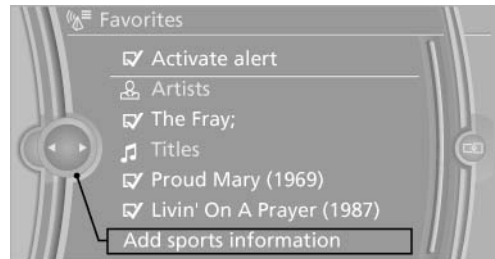 Favorites
Activate alert
Artists
The Fray;
Titles
Proud Mary (1969)
Livin' On A Prayer (1987)
Add sports information